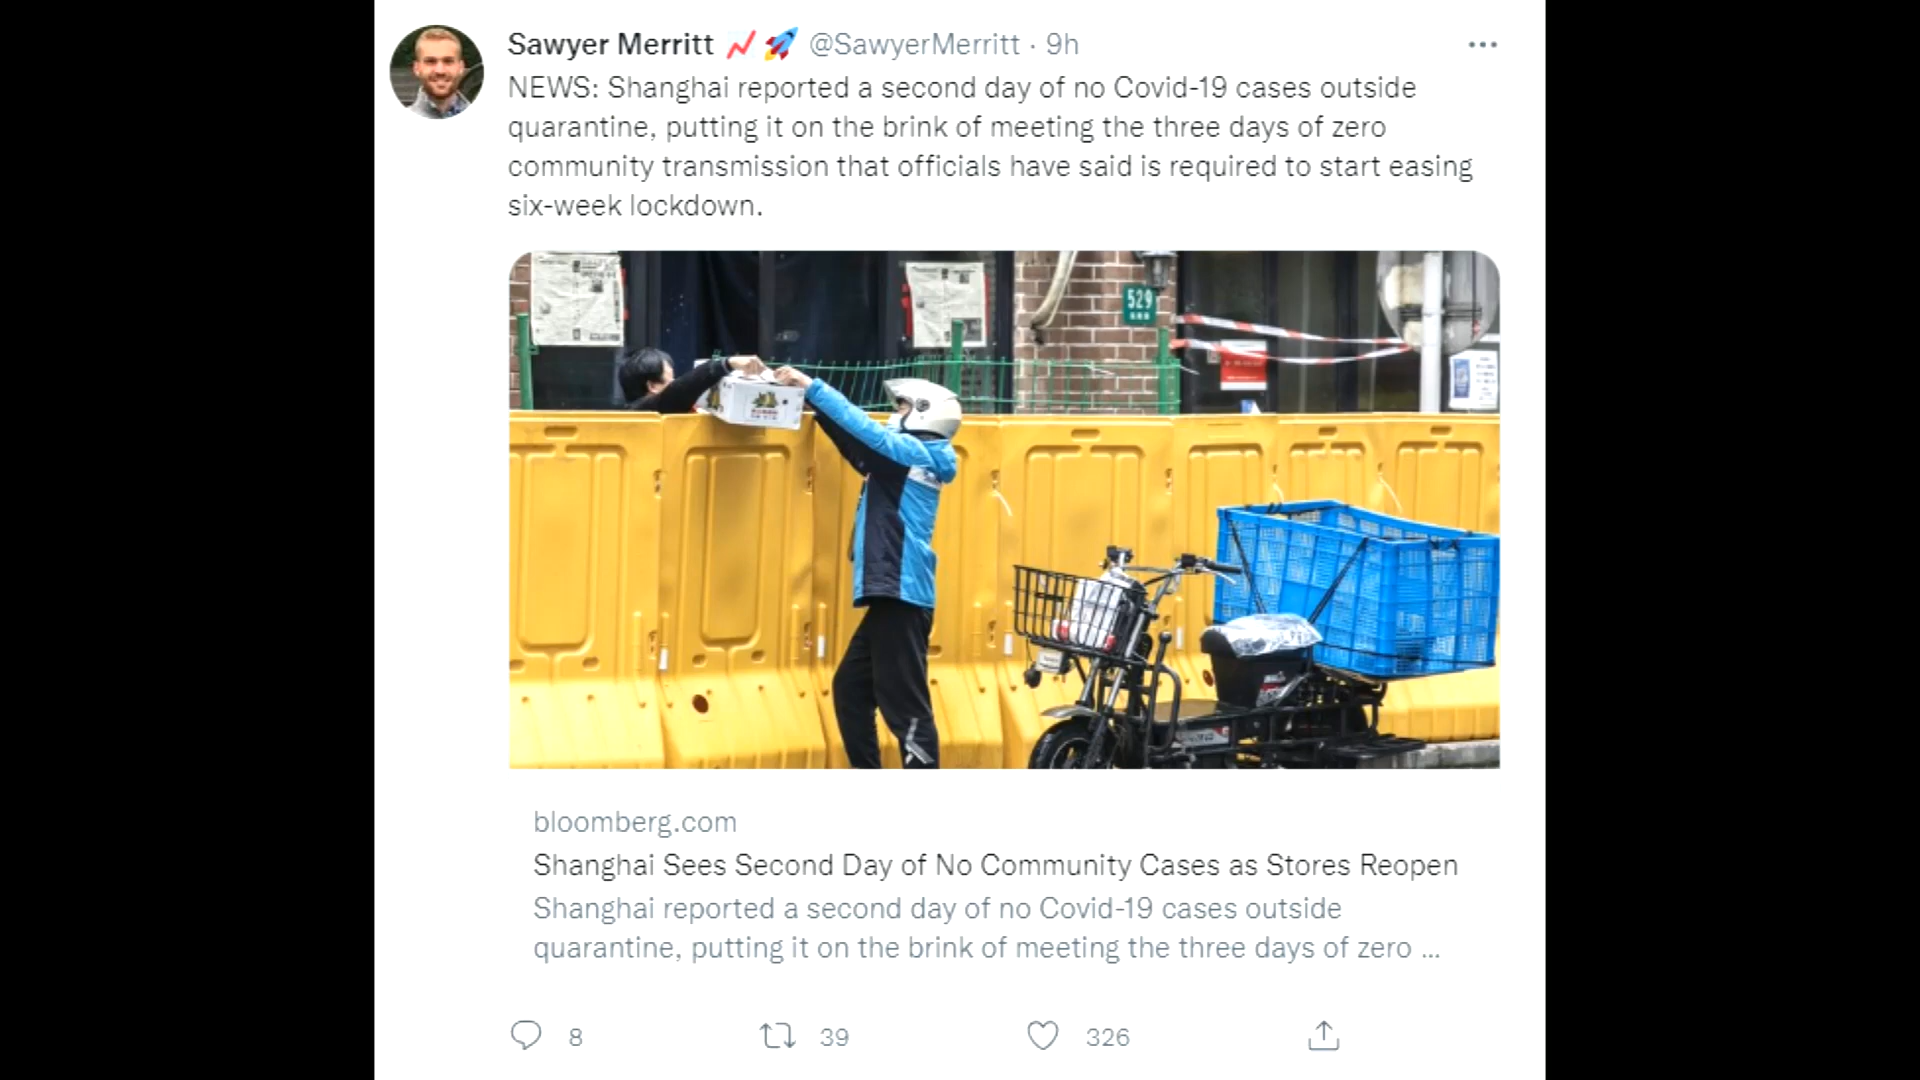 Sawyer Merritt @SawyerMerritt · 9h
NEWS: Shanghai reported a second day of no Covid-19 cases outside
quarantine, putting it on the brink of meeting the three days of zero
community transmission that officials have said is required to start easing
six-week lockdown.
529
bloomberg.com
Shanghai Sees Second Day of No Community Cases as Stores Reopen
Shanghai reported a second day of no Covid-19 cases outside
quarantine, putting it on the brink of meeting the three days of zero ...
8 39 326